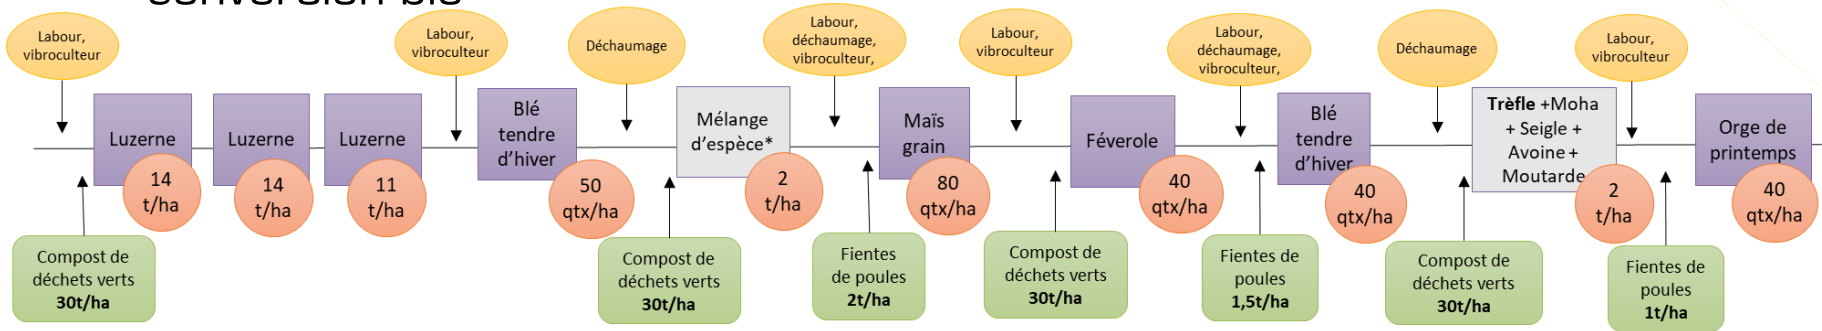 conversion bio
Labour,
vibroculteur
Labour,
vibroculteur
Déchaumage
Labour,
déchaumage,
vibroculteur,
Labour,
vibroculteur
Labour,
déchaumage,
vibroculteur,
Déchaumage
Labour,
vibroculteur
Luzerne
14
t/ha
Luzerne
14
t/ha
Luzerne
11
t/ha
Blé
tendre
d'hiver
50
qtx/ha
Mélange
d'espèce*
2
t/ha
Maïs
grain
80
qtx/ha
Féverole
40
qtx/ha
Blé
tendre
d'hiver
40
qtx/ha
Trèfle +Moha
+ Seigle +
Avoine +
Moutarde
2
t/ha
Orge de
printemps
40
qtx/ha
Compost de
déchets verts
30t/ha
Compost de
déchets verts
30t/ha
Fientes
de poules
2t/ha
Compost de
déchets verts
30t/ha
Fientes de
poules
1,5t/ha
Compost de
déchets verts
30t/ha
Fientes de
poules
1t/ha